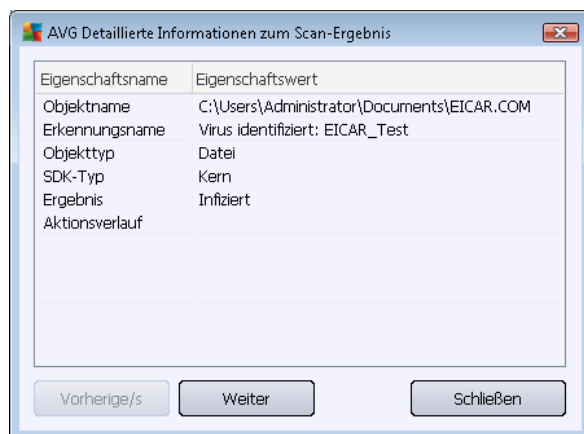 AVG Detaillierte Informationen zum Scan-Ergebnis
Eigenschaftsname Eigenschaftswert
Objektname C:\Users\Administrator\Documents\EICAR.COM
Erkennungsname Virus identifiziert: EICAR_Test
Objekttyp Datei
SDK-Typ Kern
Ergebnis Infiziert
Aktionsverlauf
Vorherige/s Weiter Schließen